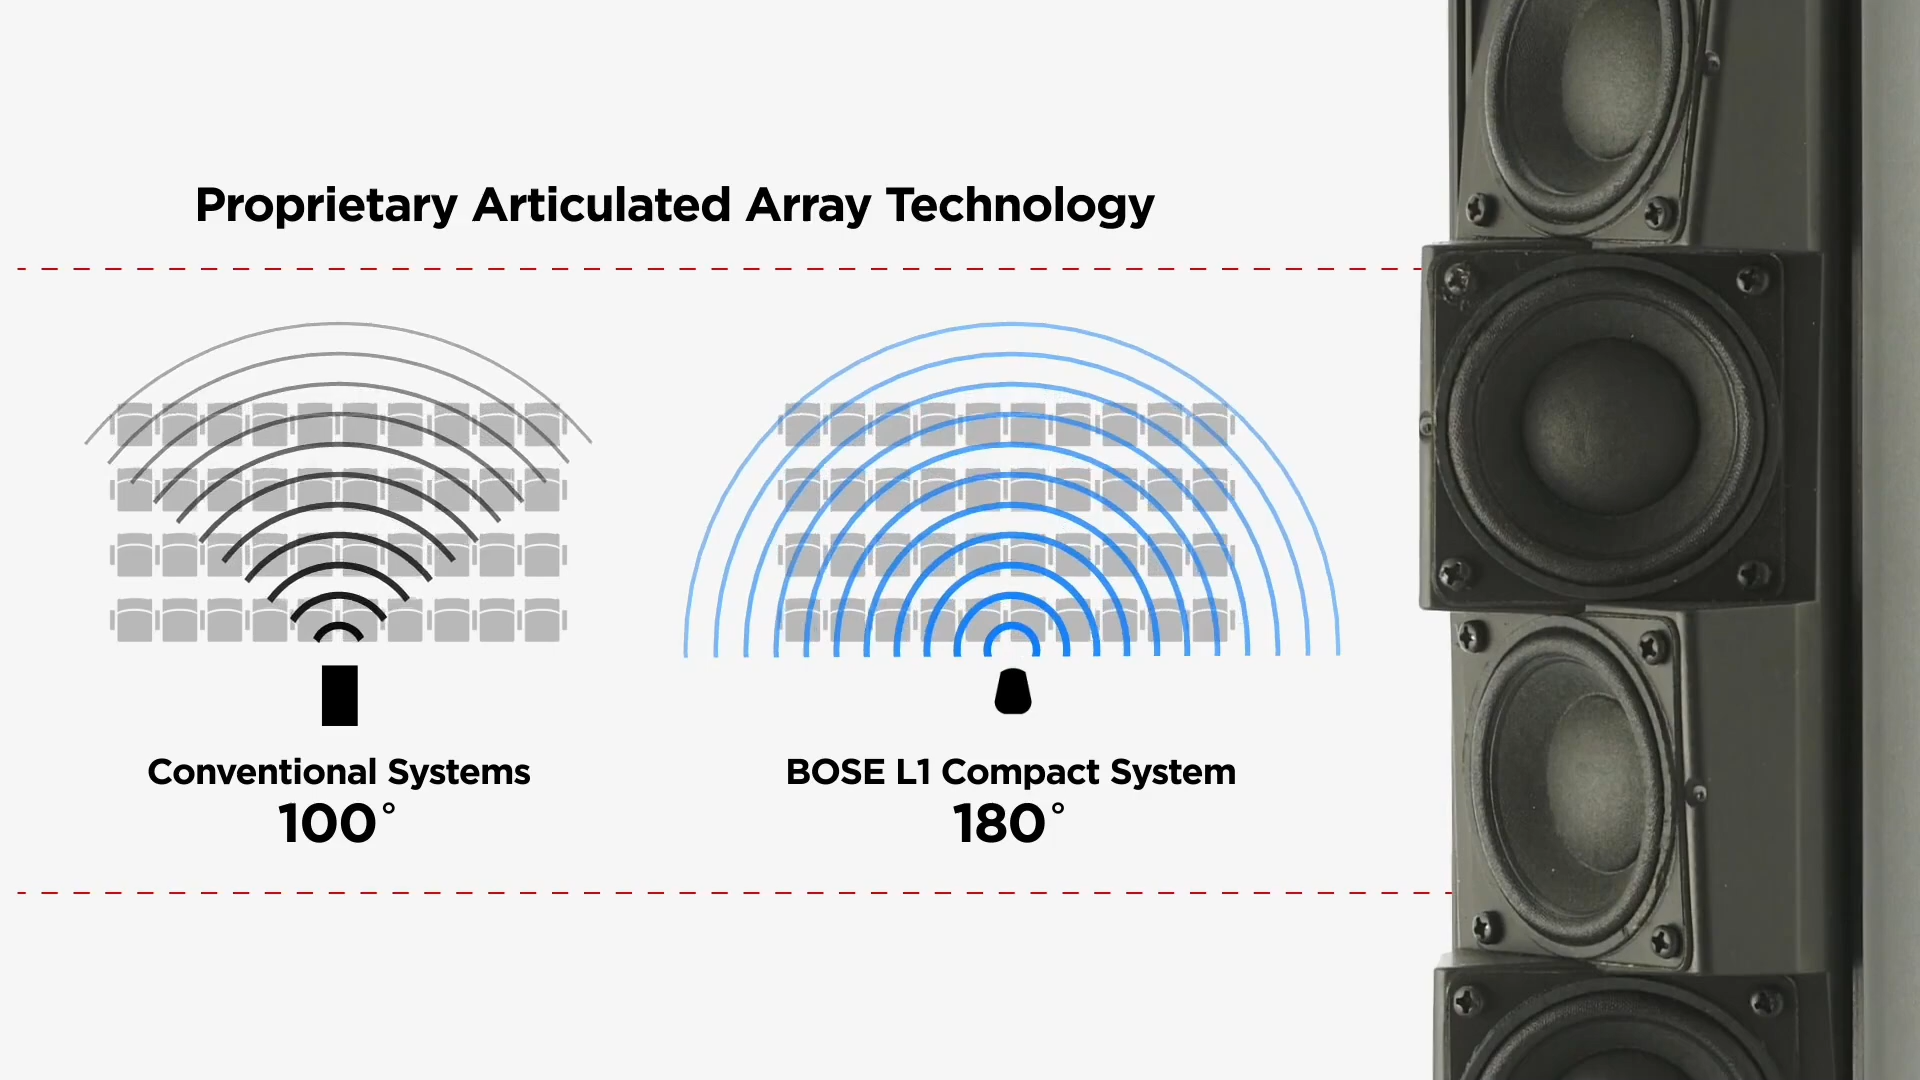 Proprietary Articulated Array Technology
Conventional Systems
100°
BOSE L1 Compact System
180°